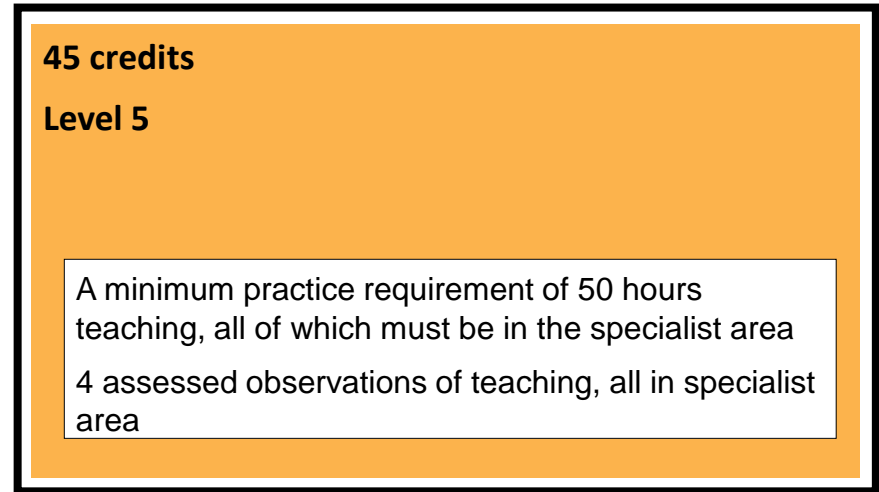 45 credits
Level 5
A minimum practice requirement of 50 hours
teaching, all of which must be in the specialist area
4 assessed observations of teaching, all in specialist
area